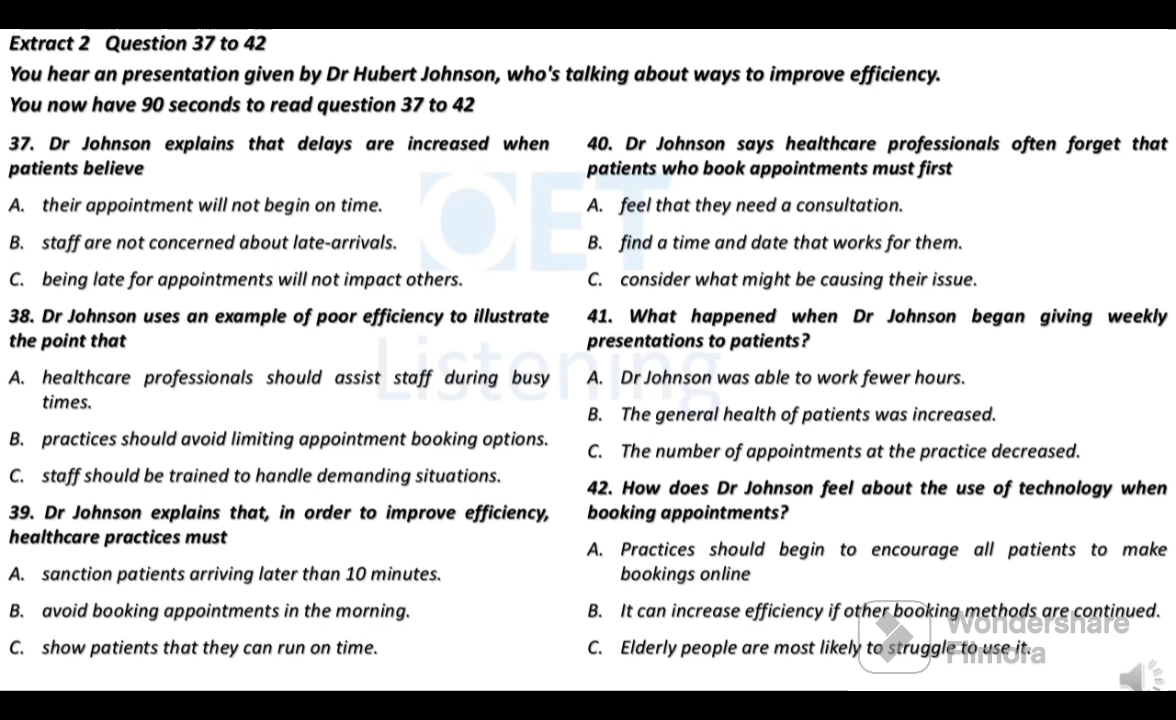 Extract 2 Question 37 to 42
You hear an presentation given by Dr Hubert Johnson, who's talking about ways to improve efficiency.
You now have 90 seconds to read question 37 to 42
37. Dr Johnson explains that delays are increased when
patients believe
A. their appointment will not begin on time.
B. staff are not concerned about late-arrivals.
C. being late for appointments will not impact others.
38. Dr Johnson uses an example of poor efficiency to illustrate
the point that
A. healthcare professionals should assist staff during busy
times.
B. practices should avoid limiting appointment booking options.
C. staff should be trained to handle demanding situations.
39. Dr Johnson explains that, in order to improve efficiency,
healthcare practices must
A. sanction patients arriving later than 10 minutes.
B. avoid booking appointments in the morning.
C. show patients that they can run on time.
40. Dr Johnson says healthcare professionals often forget that
patients who book appointments must first
A. feel that they need a consultation.
B. find a time and date that works for them.
C. consider what might be causing their issue.
41. What happened when Dr Johnson began giving weekly
presentations to patients?
A. Dr Johnson was able to work fewer hours.
B. The general health of patients was increased.
C. The number of appointments at the practice decreased.
42. How does Dr Johnson feel about the use of technology when
booking appointments?
A. Practices should begin to encourage all patients to make
bookings online
B. It can increase efficiency if other booking methods are continued.
C. Elderly people are most likely to struggle to use it.
OET
Listening
Wondershare
Filmora